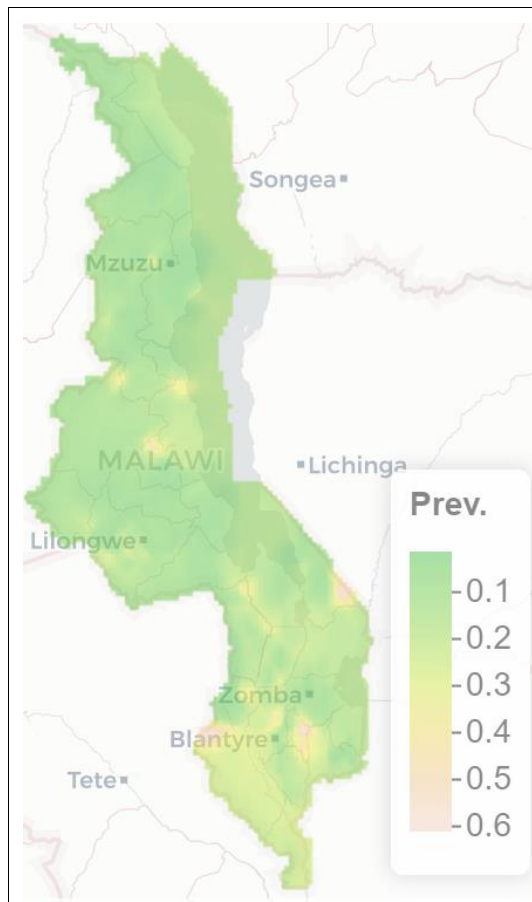 Songea
Mzuzu
MALAWI
Lichinga
Prev.
Lilongwe
0.1
0.2
0.3
Zomba
0.4
Blantyre
Tete
0.5
0.6